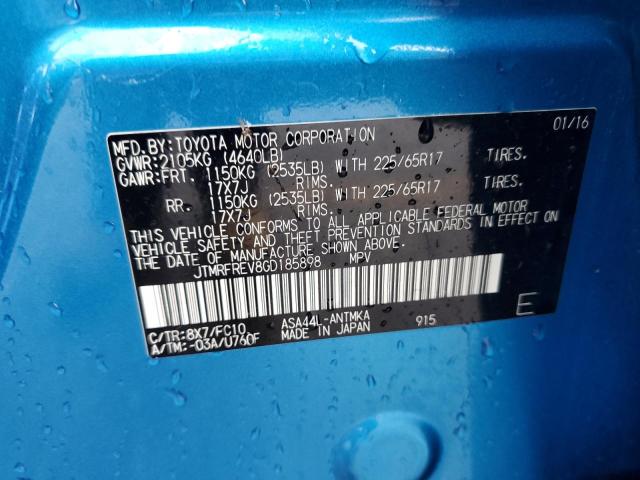 MFD.BY:TOYOTA MOTOR CORPORATION 01/16
GVWR:2105KG (4640LB)
GAWR:FRT. 1150KG (2535LB) WITH 225/65R17 TIRES.
17X7J RIMS.
RR. 1150KG (2535LB) WITH 225/65R17 TIRES.
17X7J RIMS.
THIS VEHICLE CONFORMS TO ALL APPLICABLE FEDERAL MOTOR
VEHICLE SAFETY AND THEFT PREVENTION STANDARDS IN EFFECT ON
THE DATE OF MANUFACTURE SHOWN ABOVE.
JTMRFREV8GD185898 MPV
E
C/TR:8X7/FC10 ASA44L-ANTMKA 915
A/TM:-03A/U760F MADE IN JAPAN